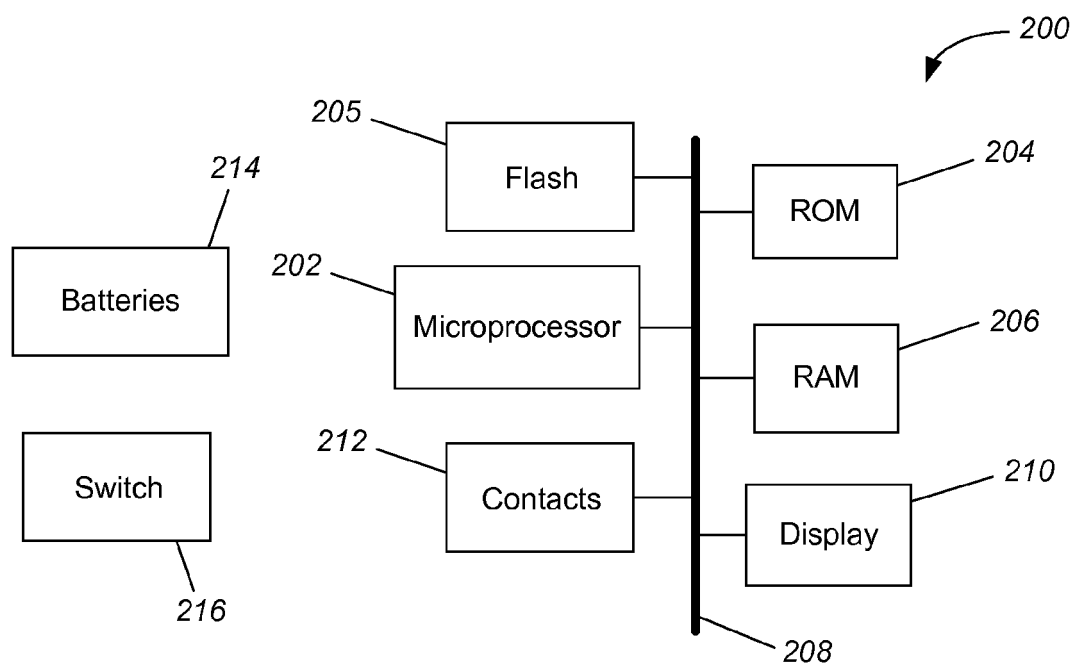 200
205
Flash
204
ROM
214
Batteries
202
Microprocessor
206
RAM
212
Contacts
210
Display
Switch
216
208